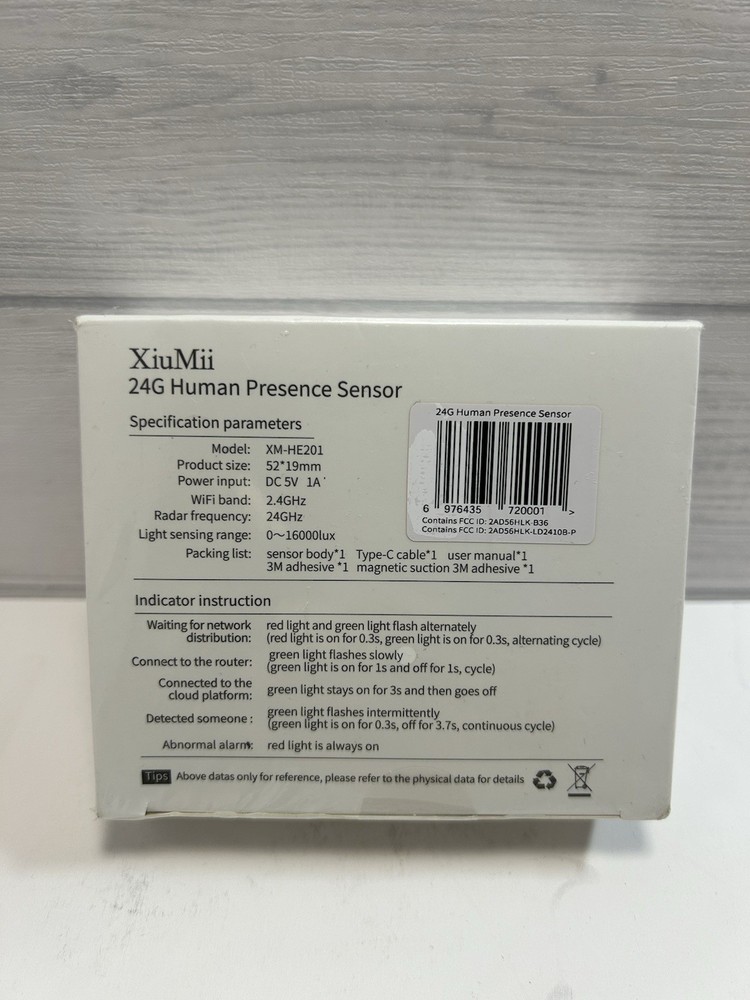 XiuMii
24G Human Presence Sensor
Specification parameters
Model: XM-HE201
Product size: 52*19mm
Power input: DC 5V 1A
WiFi band: 2.4GHz
Radar frequency: 24GHz
Light sensing range: 0～16000lux
Packing list: sensor body*1 Type-C cable*1 user manual*1
3M adhesive *1 magnetic suction 3M adhesive *1
24G Human Presence Sensor
6 976435 720001 >
Contains FCC ID: 2AD56HLK-B36
Contains FCC ID: 2AD56HLK-LD2410B-P
Indicator instruction
Waiting for network distribution: red light and green light flash alternately
(red light is on for 0.3s, green light is on for 0.3s, alternating cycle)
Connect to the router: green light flashes slowly
(green light is on for 1s and off for 1s, cycle)
Connected to the cloud platform: green light stays on for 3s and then goes off
Detected someone : green light flashes intermittently
(green light is on for 0.3s, off for 3.7s, continuous cycle)
Abnormal alarm: red light is always on
Tips Above datas only for reference, please refer to the physical data for details